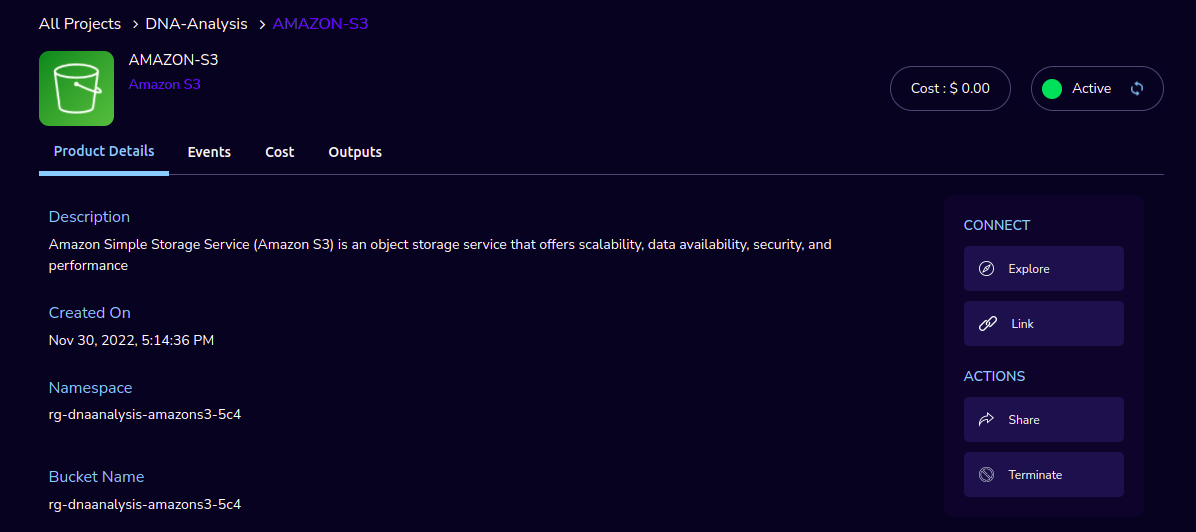 All Projects > DNA-Analysis > AMAZON-S3
AMAZON-S3
Amazon S3
Cost : $ 0.00
Active
Product Details
Events
Cost
Outputs
Description
Amazon Simple Storage Service (Amazon S3) is an object storage service that offers scalability, data availability, security, and
performance
Created On
Nov 30, 2022, 5:14:36 PM
Namespace
rg-dnaanalysis-amazons3-5c4
Bucket Name
rg-dnaanalysis-amazons3-5c4
CONNECT
Explore
Link
ACTIONS
Share
Terminate